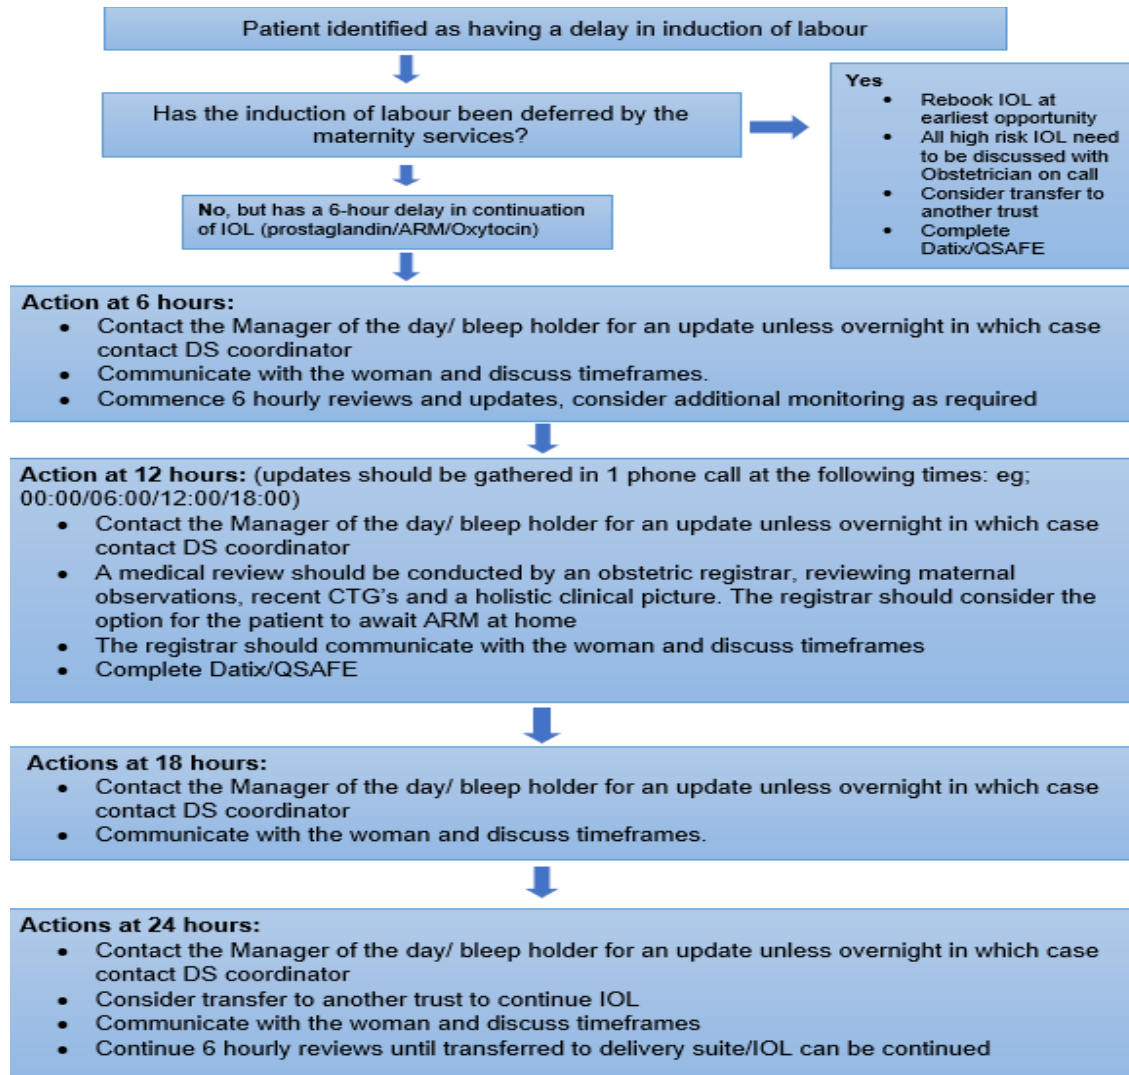 Patient identified as having a delay in induction of labour
Has the induction of labour been deferred by the
maternity services?
Yes
• Rebook IOL at
earliest opportunity
• All high risk IOL need
to be discussed with
Obstetrician on call
• Consider transfer to
another trust
• Complete
Datix/QSAFE
No, but has a 6-hour delay in continuation
of IOL (prostaglandin/ARM/Oxytocin)
Action at 6 hours:
• Contact the Manager of the day/ bleep holder for an update unless overnight in which case
contact DS coordinator
• Communicate with the woman and discuss timeframes.
• Commence 6 hourly reviews and updates, consider additional monitoring as required
Action at 12 hours: (updates should be gathered in 1 phone call at the following times: eg;
00:00/06:00/12:00/18:00)
• Contact the Manager of the day/ bleep holder for an update unless overnight in which case
contact DS coordinator
• A medical review should be conducted by an obstetric registrar, reviewing maternal
observations, recent CTG's and a holistic clinical picture. The registrar should consider the
option for the patient to await ARM at home
• The registrar should communicate with the woman and discuss timeframes
• Complete Datix/QSAFE
Actions at 18 hours:
• Contact the Manager of the day/ bleep holder for an update unless overnight in which case
contact DS coordinator
• Communicate with the woman and discuss timeframes.
Actions at 24 hours:
• Contact the Manager of the day/ bleep holder for an update unless overnight in which case
contact DS coordinator
• Consider transfer to another trust to continue IOL
• Communicate with the woman and discuss timeframes
• Continue 6 hourly reviews until transferred to delivery suite/IOL can be continued